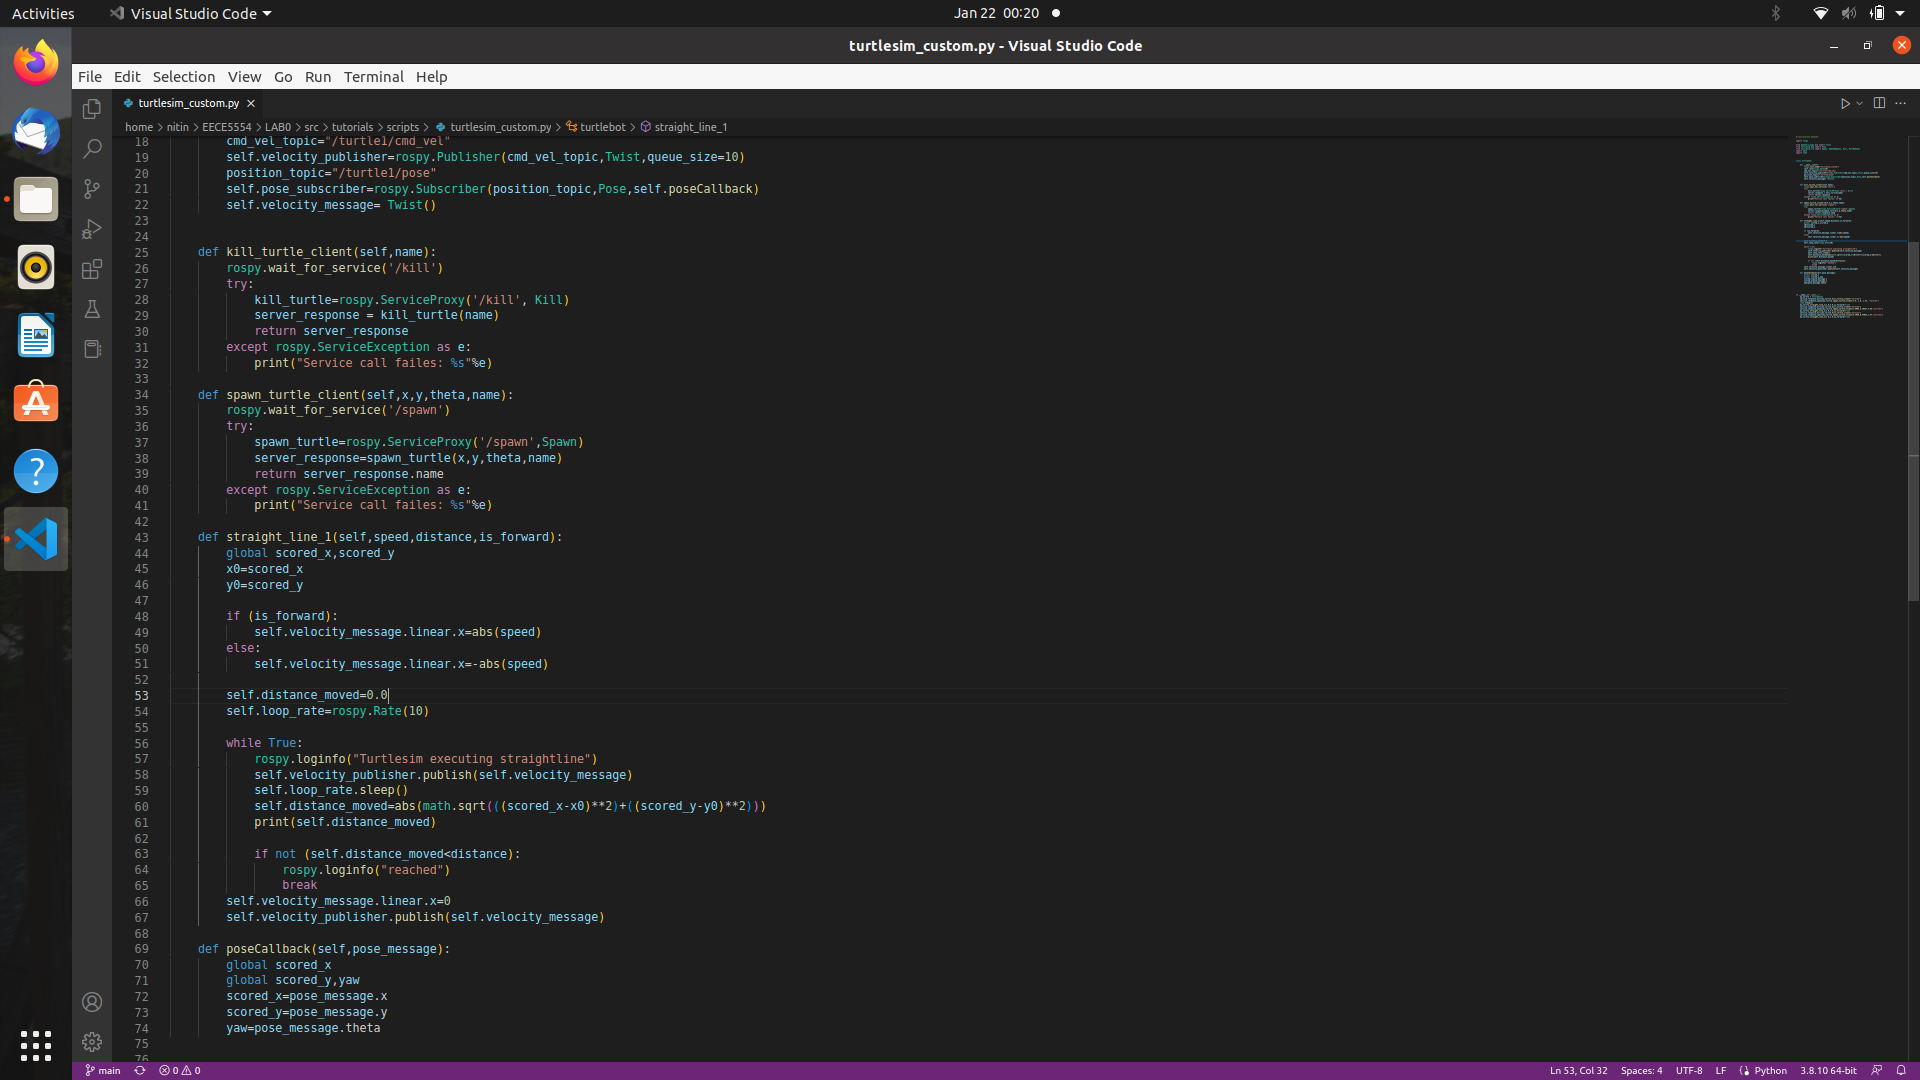 Activities
Visual Studio Code
Jan 22 00:20
turtlesim_custom.py - Visual Studio Code
File Edit Selection View Go Run Terminal Help
turtlesim_custom.py
home > nitin > EECE5554 > LAB0 > src > tutorials > scripts > turtlesim_custom.py > turtlebot > straight_line_1
18 cmd_vel_topic="/turtle1/cmd_vel"
19 self.velocity_publisher=rospy.Publisher(cmd_vel_topic,Twist,queue_size=10)
20 position_topic="/turtle1/pose"
21 self.pose_subscriber=rospy.Subscriber(position_topic,Pose,self.poseCallback)
22 self.velocity_message= Twist()
23
24
25 def kill_turtle_client(self,name):
26 rospy.wait_for_service('/kill')
27 try:
28 kill_turtle=rospy.ServiceProxy('/kill', Kill)
29 server_response = kill_turtle(name)
30 return server_response
31 except rospy.ServiceException as e:
32 print("Service call failes: %s"%e)
33
34 def spawn_turtle_client(self,x,y,theta,name):
35 rospy.wait_for_service('/spawn')
36 try:
37 spawn_turtle=rospy.ServiceProxy('/spawn',Spawn)
38 server_response=spawn_turtle(x,y,theta,name)
39 return server_response.name
40 except rospy.ServiceException as e:
41 print("Service call failes: %s"%e)
42
43 def straight_line_1(self,speed,distance,is_forward):
44 global scored_x,scored_y
45 x0=scored_x
46 y0=scored_y
47
48 if (is_forward):
49 self.velocity_message.linear.x=abs(speed)
50 else:
51 self.velocity_message.linear.x=-abs(speed)
52
53 self.distance_moved=0.0
54 self.loop_rate=rospy.Rate(10)
55
56 while True:
57 rospy.loginfo("Turtlesim executing straightline")
58 self.velocity_publisher.publish(self.velocity_message)
59 self.loop_rate.sleep()
60 self.distance_moved=abs(math.sqrt(((scored_x-x0)**2)+((scored_y-y0)**2)))
61 print(self.distance_moved)
62
63 if not (self.distance_moved<distance):
64 rospy.loginfo("reached")
65 break
66 self.velocity_message.linear.x=0
67 self.velocity_publisher.publish(self.velocity_message)
68
69 def poseCallback(self,pose_message):
70 global scored_x
71 global scored_y,yaw
72 scored_x=pose_message.x
73 scored_y=pose_message.y
74 yaw=pose_message.theta
75
76
main 0 0 Ln 53, Col 32 Spaces: 4 UTF-8 LF Python 3.8.10 64-bit